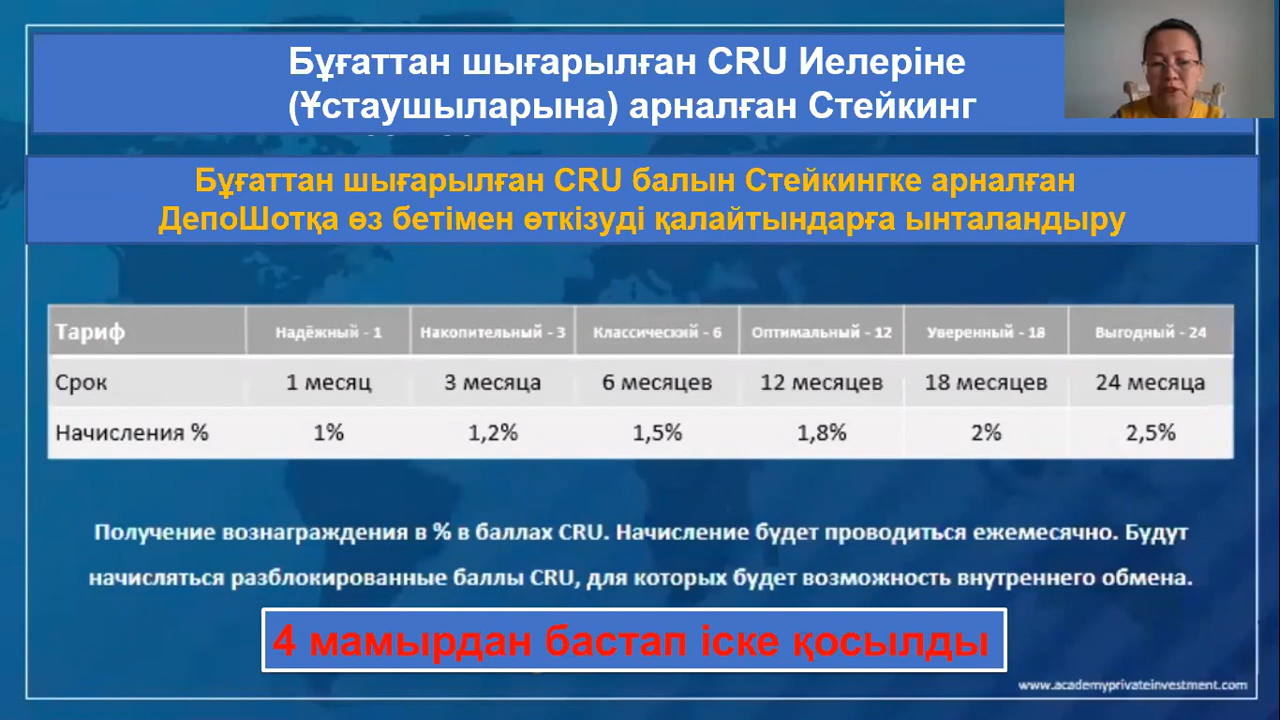 Бұғаттан шығарылған CRU Иелеріне
(Ұстаушыларына) арналған Стейкинг
Бұғаттан шығарылған CRU балын Стейкингке арналған
ДепоШотқа өз бетімен өткізуді қалайтындарға ынталандыру
Тариф Надёжный - 1 Накопительный - 3 Классический - 6 Оптимальный - 12 Уверенный - 18 Выгодный - 24
Срок 1 месяц 3 месяца 6 месяцев 12 месяцев 18 месяцев 24 месяца
Начисления % 1% 1,2% 1,5% 1,8% 2% 2,5%
Получение вознаграждения в % в баллах CRU. Начисление будет проводиться ежемесячно. Будут
начисляться разблокированные баллы CRU, для которых будет возможность внутреннего обмена.
4 мамырдан бастап іске қосылды
www.academyprivateinvestment.com